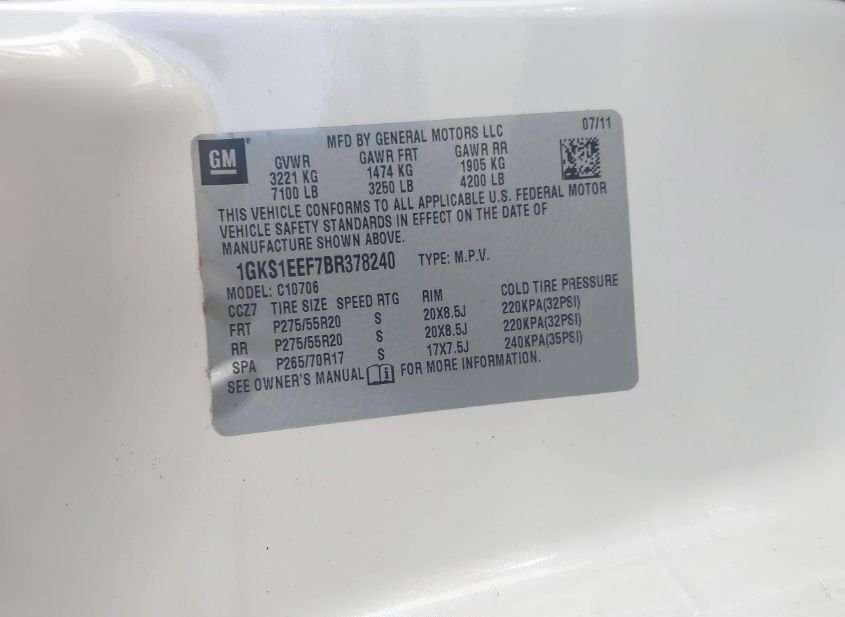 GM ®
MFD BY GENERAL MOTORS LLC 07/11
GVWR GAWR FRT GAWR RR
3221 KG 1474 KG 1905 KG
7100 LB 3250 LB 4200 LB
THIS VEHICLE CONFORMS TO ALL APPLICABLE U.S. FEDERAL MOTOR
VEHICLE SAFETY STANDARDS IN EFFECT ON THE DATE OF
MANUFACTURE SHOWN ABOVE.
1GKS1EEF7BR378240 TYPE: M.P.V.
MODEL: C10706
CCZ7 TIRE SIZE SPEED RTG RIM COLD TIRE PRESSURE
FRT P275/55R20 S 20X8.5J 220KPA(32PSI)
RR P275/55R20 S 20X8.5J 220KPA(32PSI)
SPA P265/70R17 S 17X7.5J 240KPA(35PSI)
SEE OWNER'S MANUAL i FOR MORE INFORMATION.